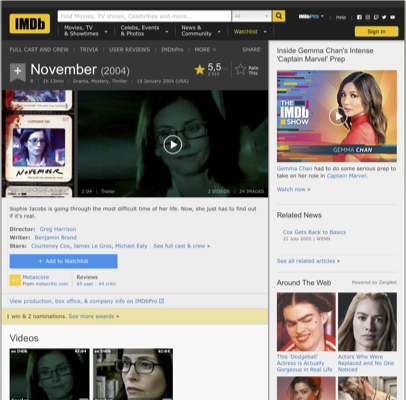 IMDb
Find Movies, TV shows, Celebrities and more...
All
IMDbPro
Help
Movies, TV
& Showtimes
Celebs, Events
& Photos
News &
Community
Watchlist
Sign in
FULL CAST AND CREW | TRIVIA | USER REVIEWS | IMDbPro | MORE
SHARE
November (2004)
5,5
Rate
This
R | 1h 13min | Drama, Mystery, Thriller | 18 January 2004 (USA)
NOVEMBER
2:04 | Trailer
2 VIDEOS | 24 IMAGES
Sophie Jacobs is going through the most difficult time of her life. Now, she just has to find out
if it's real.
Director: Greg Harrison
Writer: Benjamin Brand
Stars: Courteney Cox, James Le Gros, Michael Ealy | See full cast & crew »
+ Add to Watchlist
Metascore
From metacritic.com
Reviews
65 user | 44 critic
View production, box office, & company info on IMDbPro
1 win & 2 nominations. See more awards »
Videos
Inside Gemma Chan's Intense
'Captain Marvel' Prep
THE
IMDb
SHOW
GEMMA CHAN
Gemma Chan had to do some serious prep to
take on her role in Captain Marvel.
Watch now »
Related News
Cox Gets Back to Basics
21 July 2005 | WENN
See all related articles »
Around The Web
Powered by ZergNet
This 'Dodgeball'
Actress is Actually
Gorgeous in Real Life
Actors Who Were
Replaced and No One
Noticed